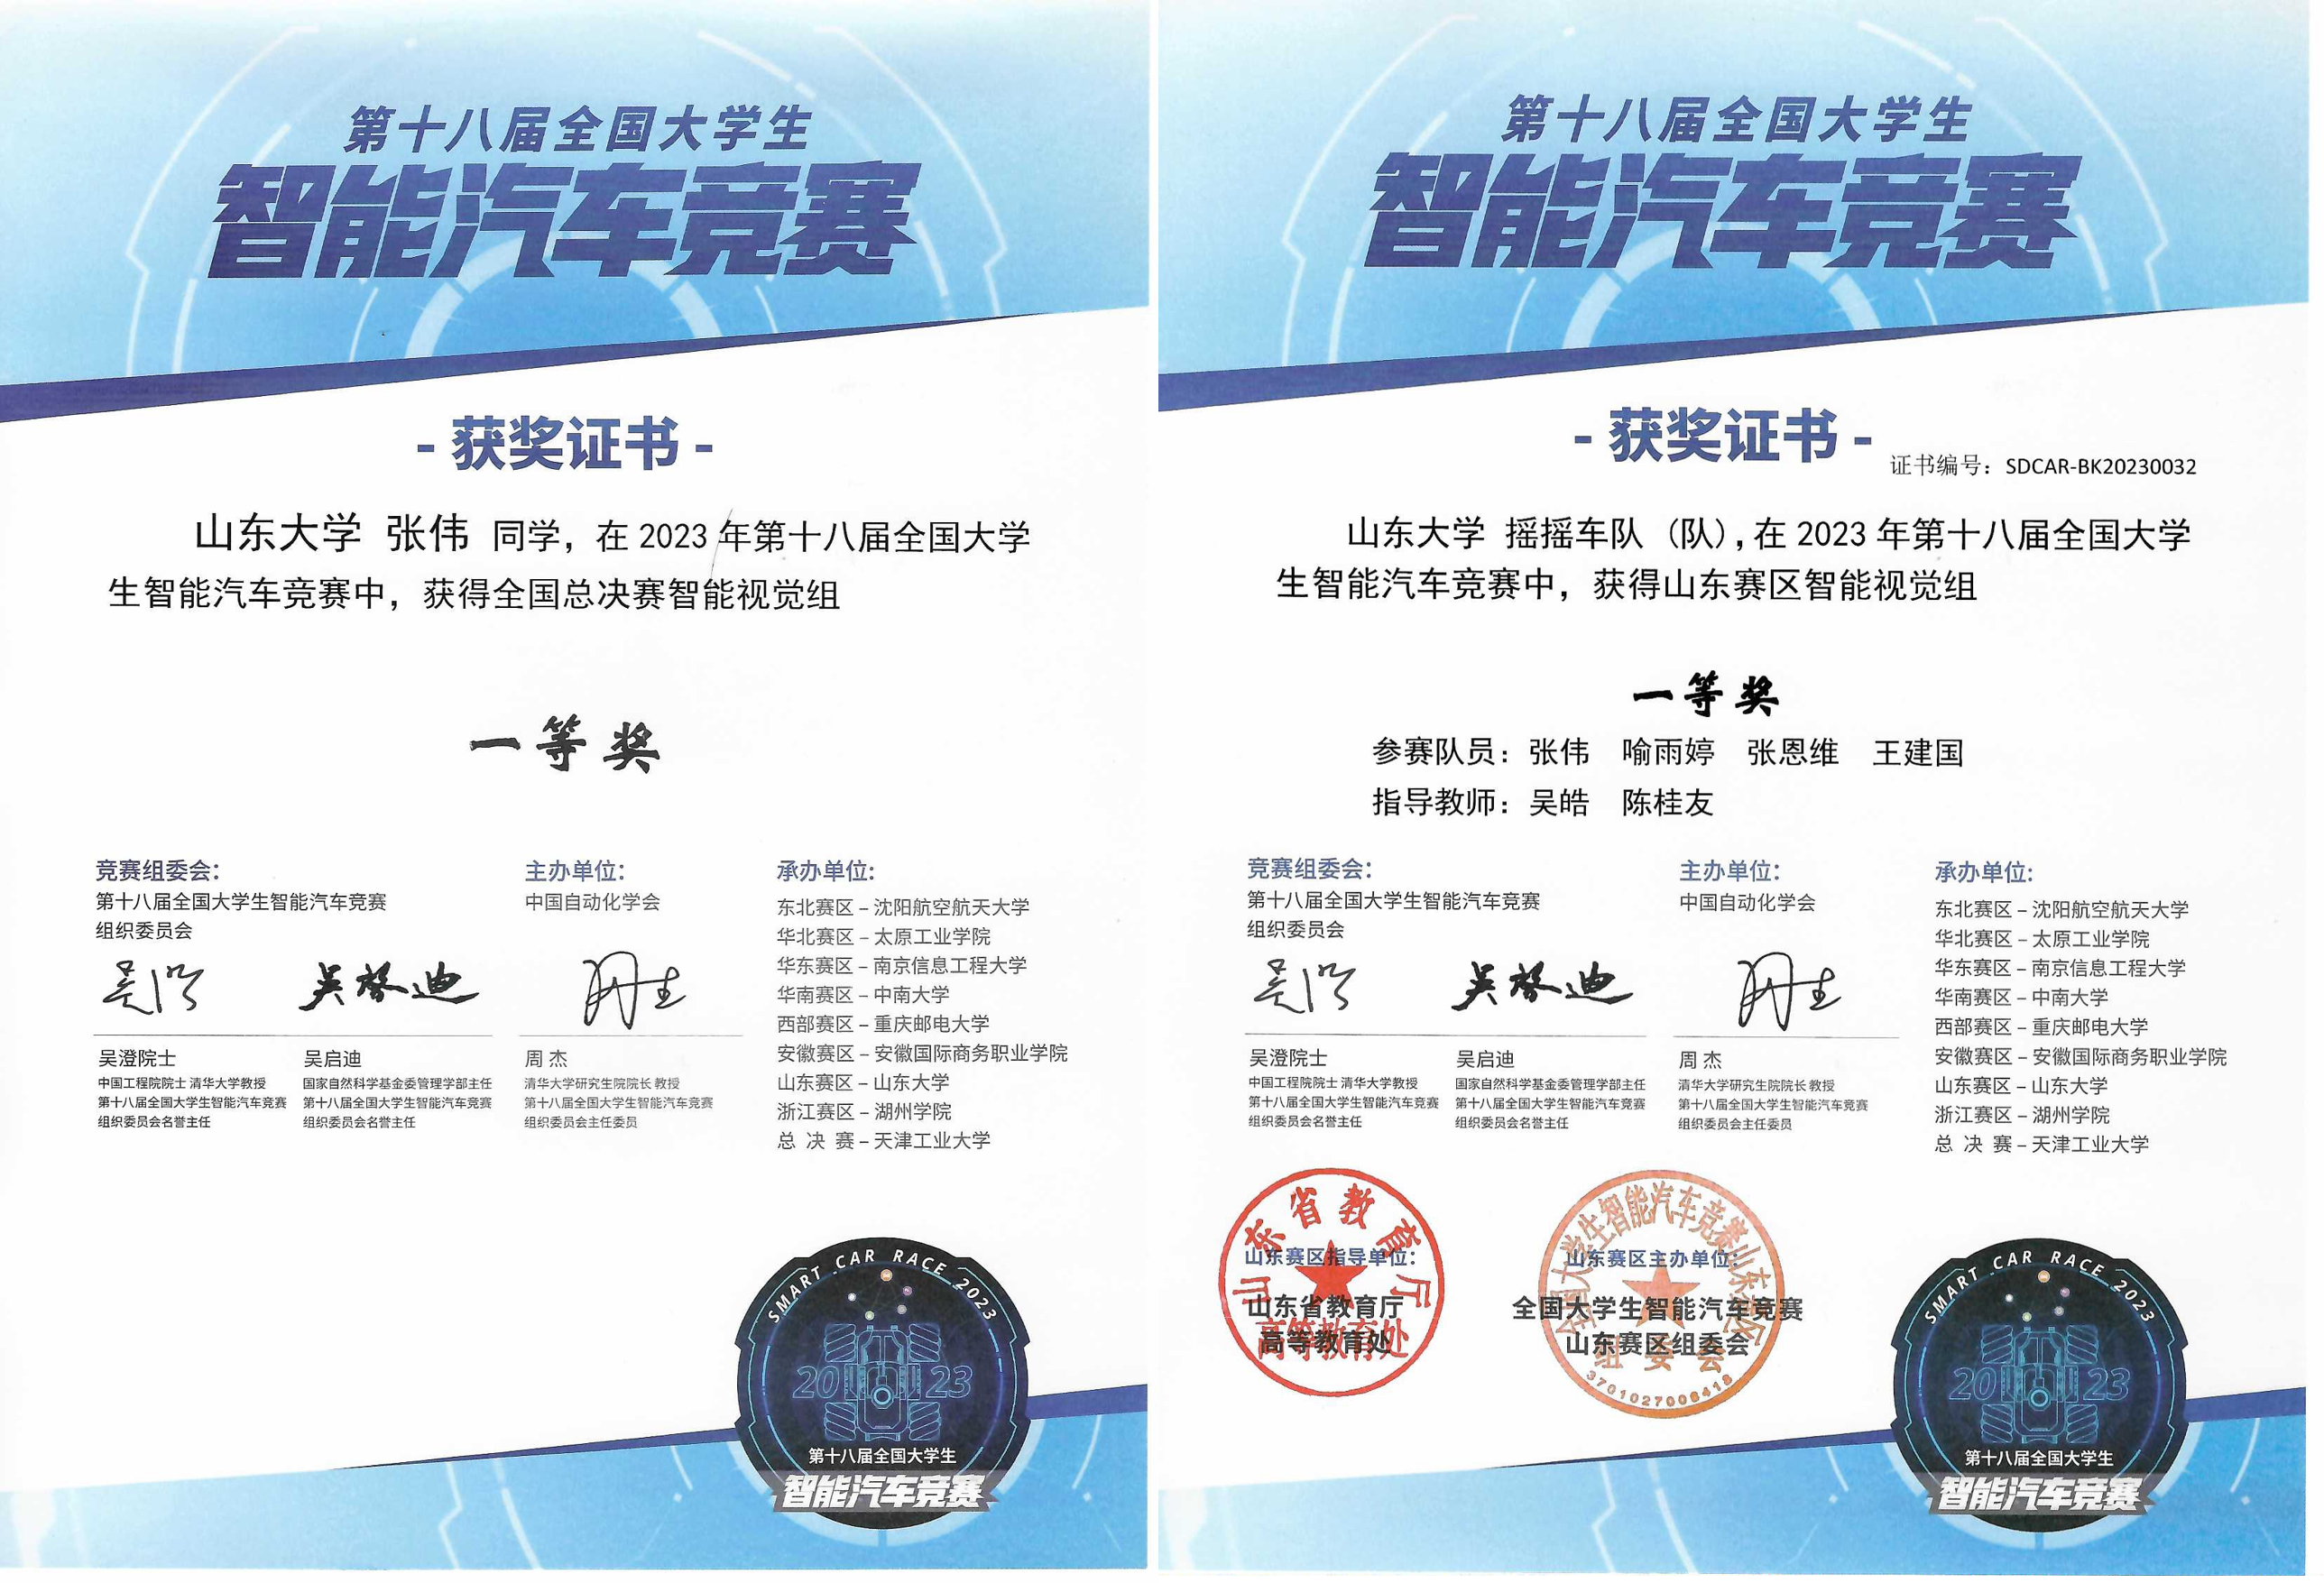 第十八届全国大学生
智能汽车竞赛
- 获奖证书 -
山东大学 张伟 同学，在 2023 年第十八届全国大学
生智能汽车竞赛中，获得全国总决赛智能视觉组
一等奖
竞赛组委会:
第十八届全国大学生智能汽车竞赛
组织委员会
主办单位:
中国自动化学会
承办单位:
东北赛区 – 沈阳航空航天大学
华北赛区 – 太原工业学院
华东赛区 – 南京信息工程大学
华南赛区 – 中南大学
西部赛区 – 重庆邮电大学
安徽赛区 – 安徽国际商务职业学院
山东赛区 – 山东大学
浙江赛区 – 湖州学院
总 决 赛 – 天津工业大学
吴澄
吴启迪
吴澄院士
中国工程院院士 清华大学教授
第十八届全国大学生智能汽车竞赛
组织委员会名誉主任
吴启迪
国家自然科学基金委管理学部主任
第十八届全国大学生智能汽车竞赛
组织委员会名誉主任
周 杰
清华大学研究生院院长 教授
第十八届全国大学生智能汽车竞赛
组织委员会主任委员
SMART CAR RACE 2023
20 23
第十八届全国大学生
智能汽车竞赛
第十八届全国大学生
智能汽车竞赛
- 获奖证书 -
证书编号：SDCAR-BK20230032
山东大学 摇摇车队（队），在 2023 年第十八届全国大学
生智能汽车竞赛中，获得山东赛区智能视觉组
一等奖
参赛队员：张伟 喻雨婷 张恩维 王建国
指导教师：吴皓 陈桂友
竞赛组委会:
第十八届全国大学生智能汽车竞赛
组织委员会
主办单位:
中国自动化学会
承办单位:
东北赛区 – 沈阳航空航天大学
华北赛区 – 太原工业学院
华东赛区 – 南京信息工程大学
华南赛区 – 中南大学
西部赛区 – 重庆邮电大学
安徽赛区 – 安徽国际商务职业学院
山东赛区 – 山东大学
浙江赛区 – 湖州学院
总 决 赛 – 天津工业大学
吴澄
吴启迪
吴澄院士
中国工程院院士 清华大学教授
第十八届全国大学生智能汽车竞赛
组织委员会名誉主任
吴启迪
国家自然科学基金委管理学部主任
第十八届全国大学生智能汽车竞赛
组织委员会名誉主任
周 杰
清华大学研究生院院长 教授
第十八届全国大学生智能汽车竞赛
组织委员会主任委员
山东省教育厅
高等教育处
山东赛区指导单位:
山东省教育厅
高等教育处
全国大学生智能汽车竞赛山东赛区
组委会
3701027006418
山东赛区主办单位:
全国大学生智能汽车竞赛
山东赛区组委会
SMART CAR RACE 2023
20 23
第十八届全国大学生
智能汽车竞赛